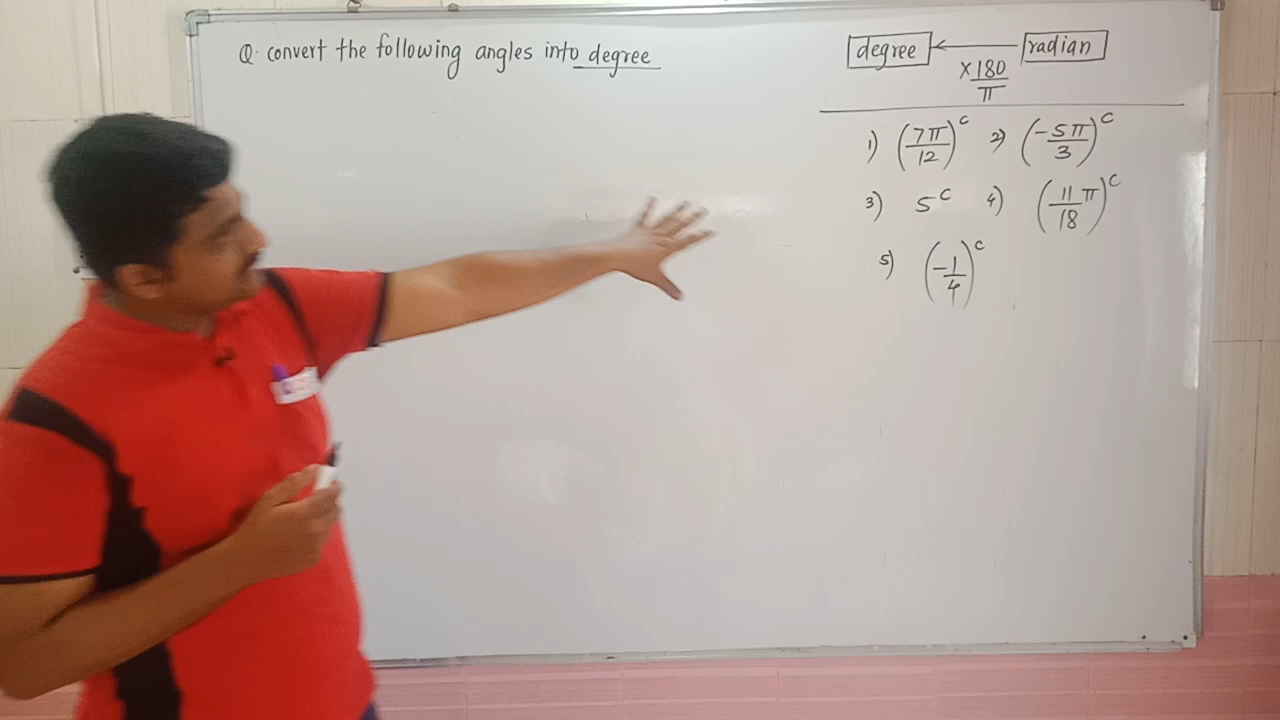 Q. convert the following angles into degree
degree ← radian
× 180/π
1) (7π/12)ᶜ 2) (-5π/3)ᶜ
3) 5ᶜ 4) (11/18 π)ᶜ
5) (-1/4)ᶜ